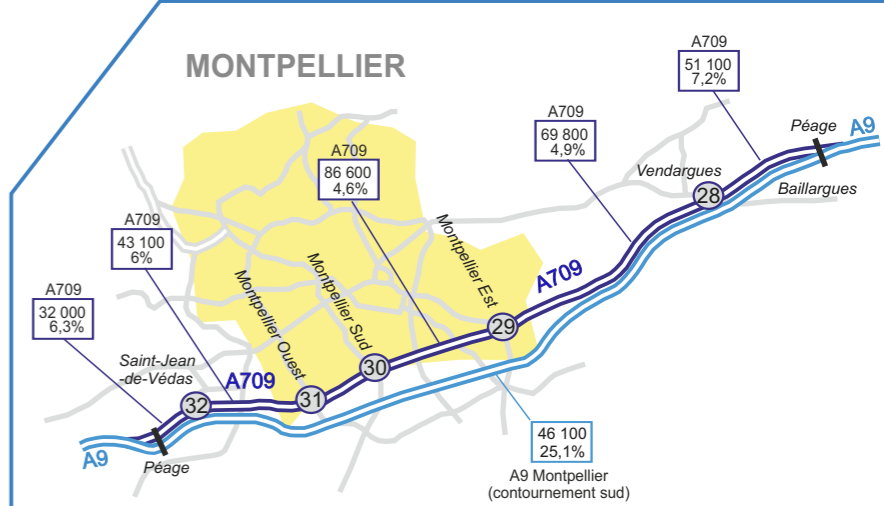 MONTPELLIER
A709
51 100
7,2%
Péage
A9
A709
69 800
4,9%
Vendargues
28
Baillargues
A709
86 600
4,6%
A709
43 100
6%
A709
32 000
6,3%
Montpellier Ouest
Montpellier Sud
Montpellier Est
A709
29
30
31
32
Saint-Jean
-de-Védas
A709
A9
Péage
46 100
25,1%
A9 Montpellier
(contournement sud)